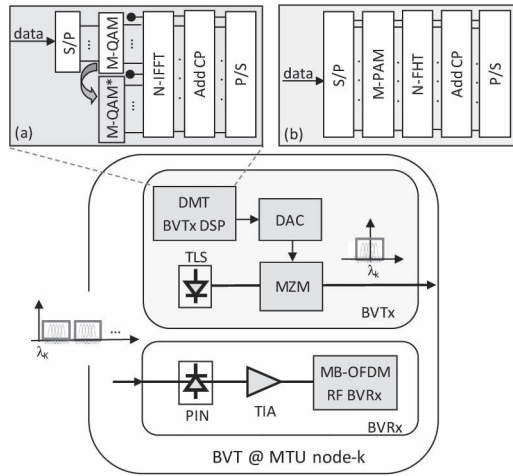 data
S/P
...
...
M-QAM
M-QAM*
...
...
N-IFFT
Add CP
P/S
(a)
data
S/P
M-PAM
N-FHT
Add CP
P/S
(b)
DMT
BVTx DSP
DAC
TLS
MZM
λk
BVTx
...
λK
PIN
TIA
MB-OFDM
RF BVRx
BVRx
BVT @ MTU node-k